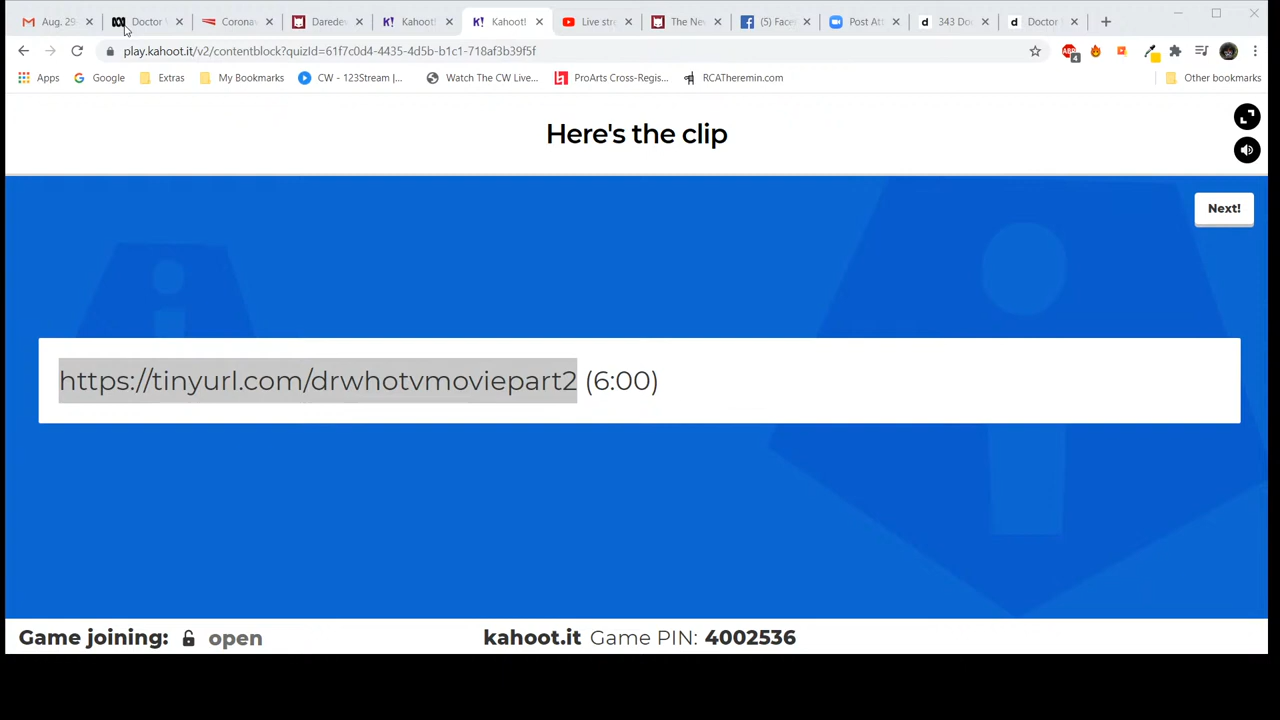 Aug. 29- Doctor Corona Darede Kahoot! Kahoot! Live stre The Ne (5) Face Post Att 343 Do Doctor
play.kahoot.it/v2/contentblock?quizId=61f7c0d4-4435-4d5b-b1c1-718af3b39f5f
4
Apps Google Extras My Bookmarks CW - 123Stream |... Watch The CW Live... ProArts Cross-Regis... RCATheremin.com Other bookmarks
Here's the clip
Next!
https://tinyurl.com/drwhotvmoviepart2 (6:00)
Game joining: open kahoot.it Game PIN: 4002536